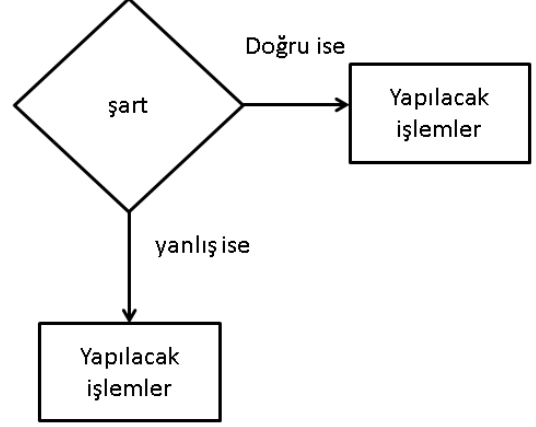 Doğru ise
şart
Yapılacak
işlemler
yanlış ise
Yapılacak
işlemler